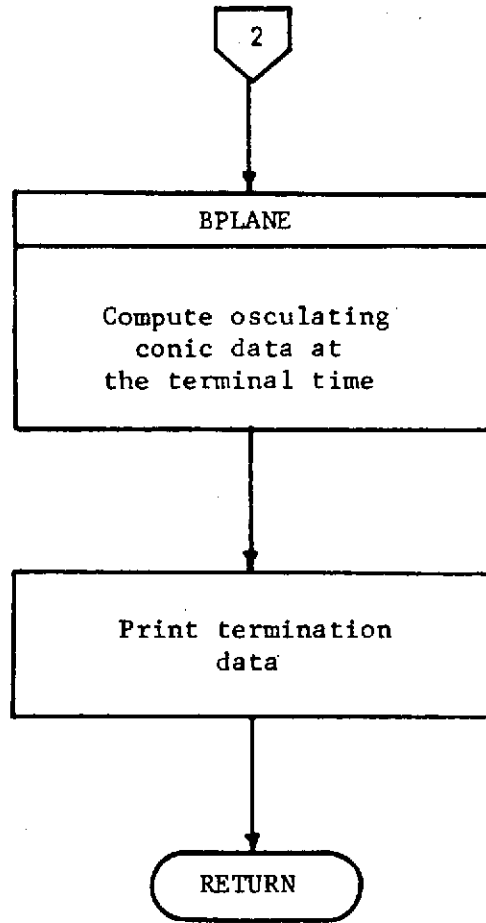 2
BPLANE
Compute osculating
conic data at
the terminal time
Print termination
data
RETURN